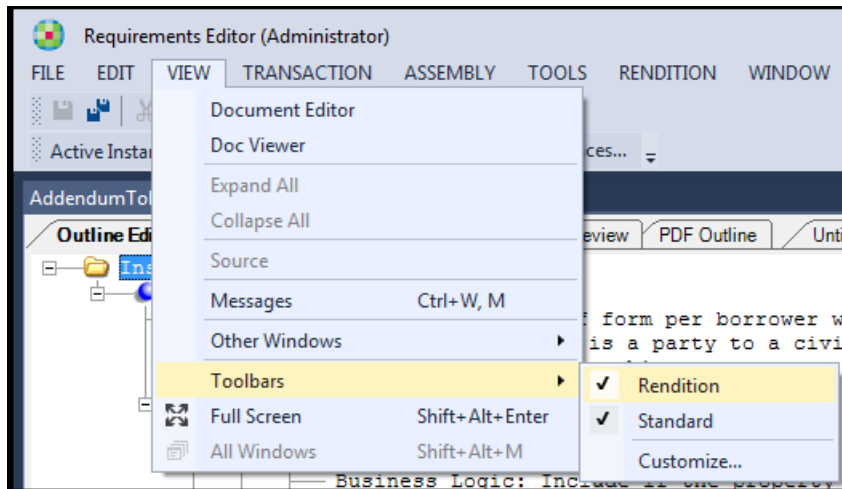 Requirements Editor (Administrator)
FILE EDIT VIEW TRANSACTION ASSEMBLY TOOLS RENDITION WINDOW
Document Editor
Active Instan Doc Viewer ces...
Expand All
AddendumTo
Collapse All
Outline Edi eview PDF Outline Unti
Source
Ins
Messages Ctrl+W, M
form per borrower w
Other Windows is a party to a civi
Toolbars Rendition
Full Screen Shift+Alt+Enter Standard
All Windows Shift+Alt+M Customize...
Business Logic: Include if the property